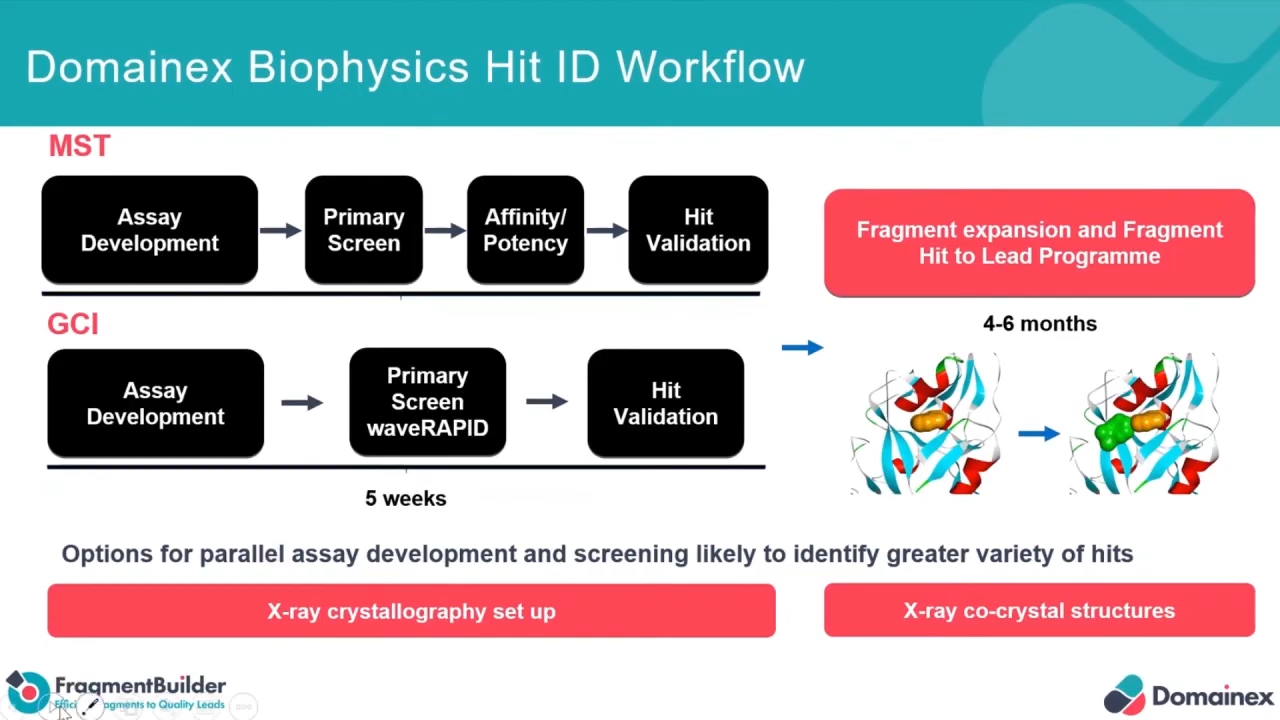 Domainex Biophysics Hit ID Workflow
MST
Assay
Development
Primary
Screen
Affinity/
Potency
Hit
Validation
Fragment expansion and Fragment
Hit to Lead Programme
4-6 months
GCI
Assay
Development
Primary
Screen
waveRAPID
Hit
Validation
5 weeks
Options for parallel assay development and screening likely to identify greater variety of hits
X-ray crystallography set up
X-ray co-crystal structures
FragmentBuilder
to Quality Leads
Domainex